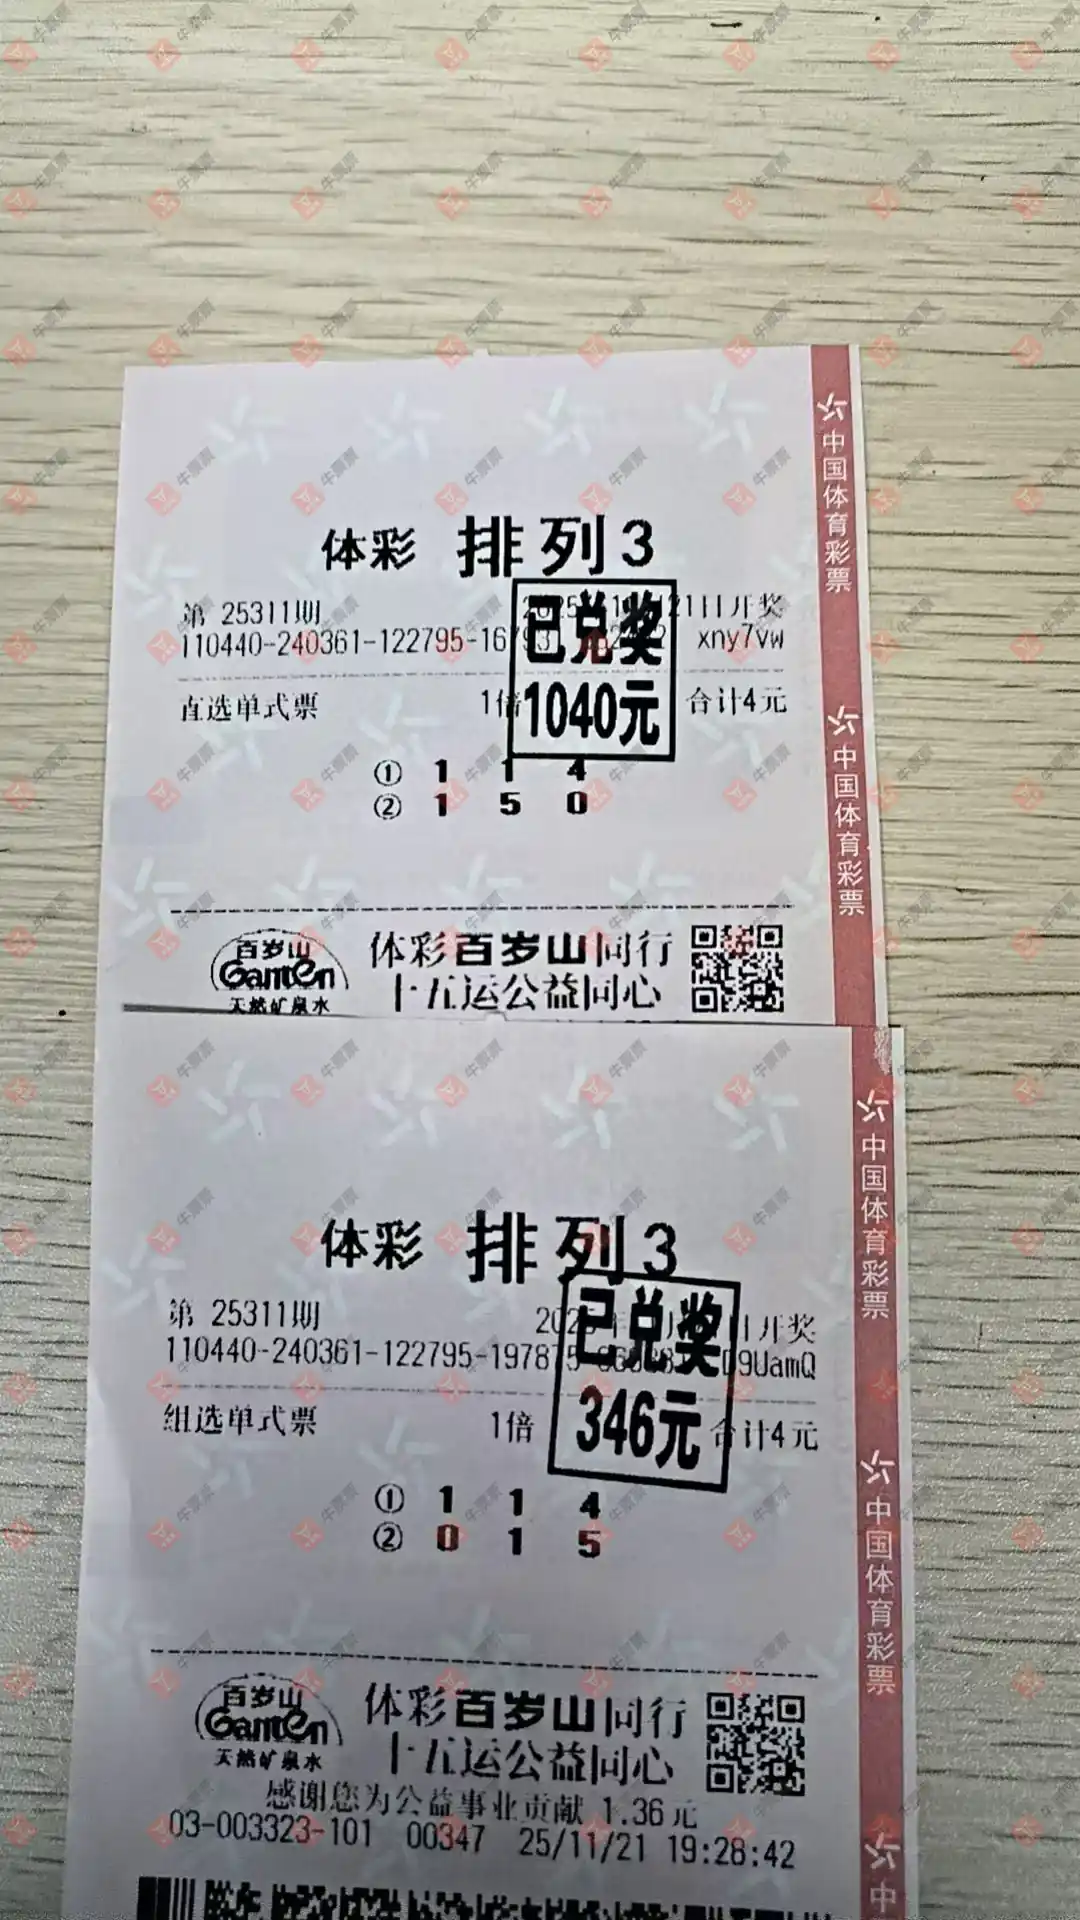 体彩 排列3
已兑奖
第 25311期 21日开奖
110440-240361-122795-16 xny7vw
直选单式票 1倍 合计4元
1040元
① 1 1 4
② 1 5 0
百岁山
Ganten
天然矿泉水
体彩百岁山同行
十五运公益同心
中国体育彩票
中国体育彩票
体彩 排列3
已兑奖
第 25311期 日开奖
110440-240361-122795-197875 D9UamQ
组选单式票 1倍 合计4元
346元
① 1 1 4
② 0 1 5
百岁山
Ganten
天然矿泉水
体彩百岁山同行
十五运公益同心
感谢您为公益事业贡献 1.36元
03-003323-101 00347 25/11/21 19:28:42
中国体育彩票
中国体育彩票
中
牛票票